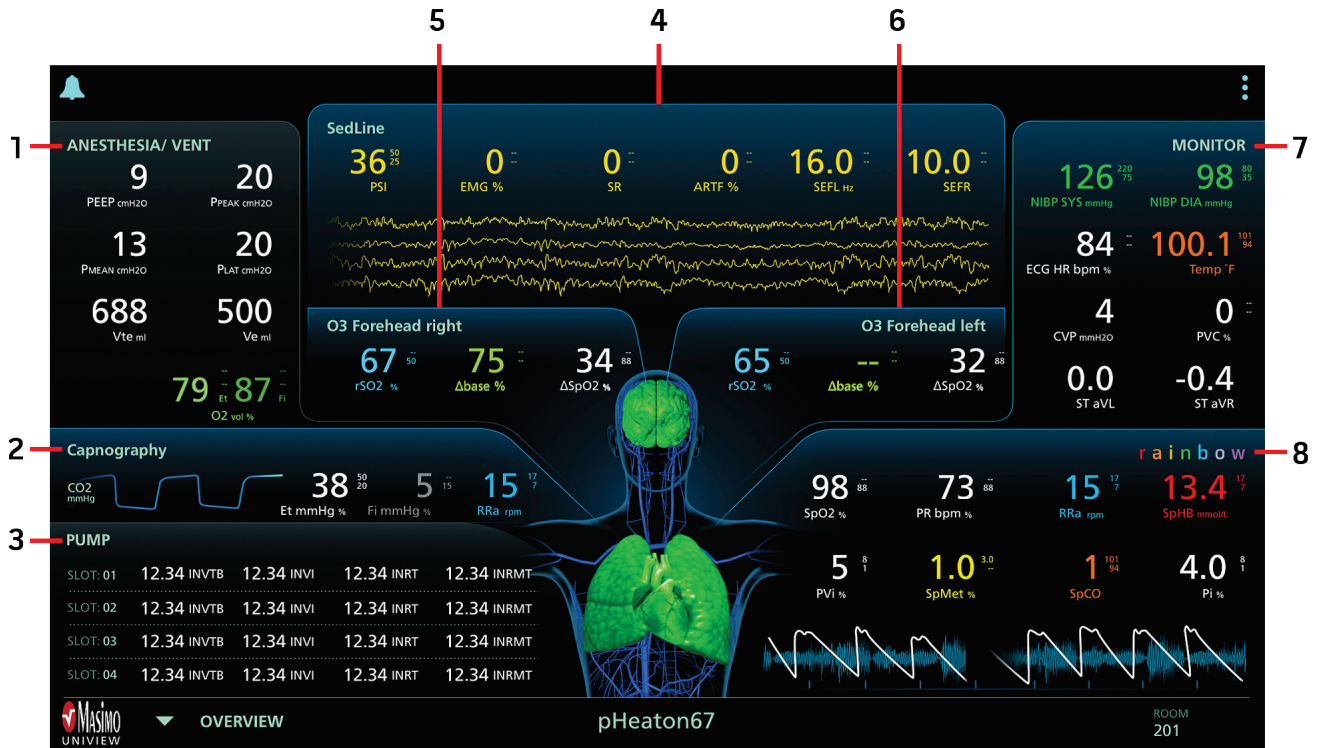 5 4 6
1 ANESTHESIA/ VENT
9 20
PEEP cmH2O PPEAK cmH2O
13 20
PMEAN cmH2O PLAT cmH2O
688 500
Vte ml Ve ml
79 -- -- Et 87 -- -- Fi
O2 vol %
SedLine
36 50 25 0 -- -- 0 -- -- 0 -- -- 16.0 -- -- 10.0 -- --
PSI EMG % SR ARTF % SEFL Hz SEFR
O3 Forehead right
67 -- 50 75 -- -- 34 -- 88
rSO2 % Δbase % ΔSpO2 %
O3 Forehead left
65 -- 50 -- -- -- 32 -- 88
rSO2 % Δbase % ΔSpO2 %
MONITOR 7
126 220 75 98 80 35
NIBP SYS mmHg NIBP DIA mmHg
84 -- -- 100.1 101 94
ECG HR bpm % Temp °F
4 0 -- --
CVP mmH2O PVC %
0.0 -0.4
ST aVL ST aVR
2 Capnography
CO2
mmHg
38 50 20 5 -- 15 15 17 7
Et mmHg % Fi mmHg % RRa rpm
3 PUMP
SLOT: 01 12.34 INVTB 12.34 INVI 12.34 INRT 12.34 INRMT
SLOT: 02 12.34 INVTB 12.34 INVI 12.34 INRT 12.34 INRMT
SLOT: 03 12.34 INVTB 12.34 INVI 12.34 INRT 12.34 INRMT
SLOT: 04 12.34 INVTB 12.34 INVI 12.34 INRT 12.34 INRMT
rainbow 8
98 -- 88 73 -- 88 15 17 7 13.4 17 7
SpO2 % PR bpm % RRa rpm SpHB mmol/L
5 8 1 1.0 3.0 -- 1 101 94 4.0 8 1
PVi % SpMet % SpCO Pi %
MASIMO
UNIVIEW
OVERVIEW
pHeaton67
ROOM
201